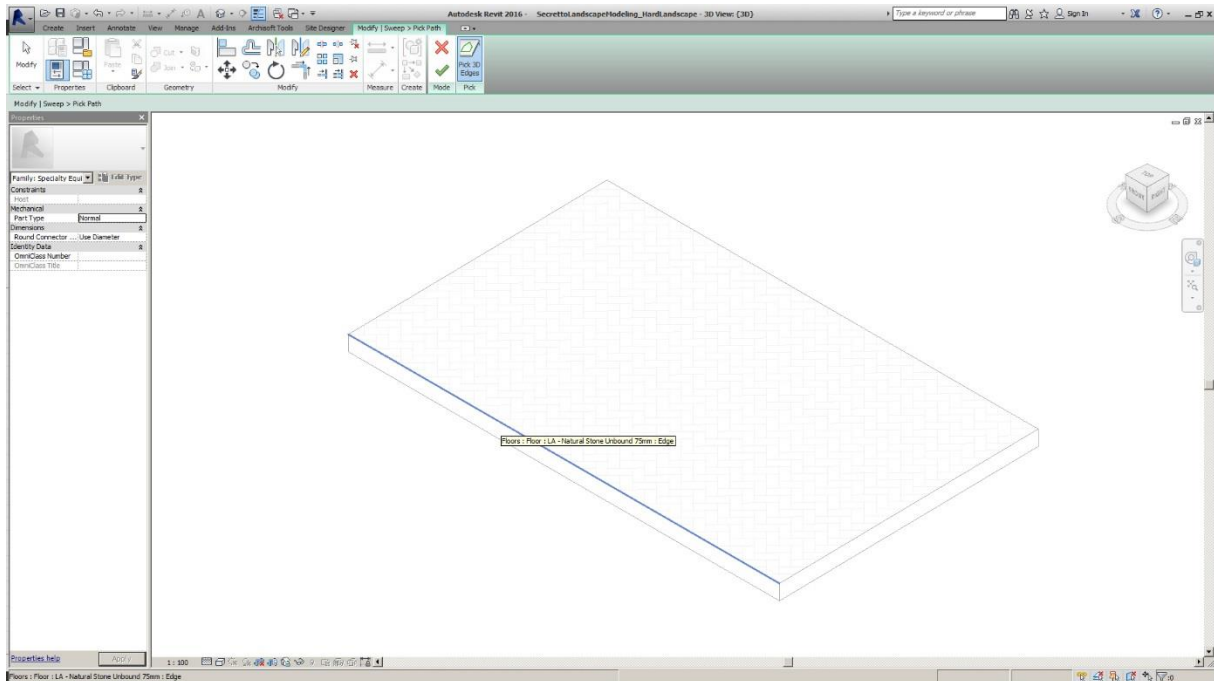 Autodesk Revit 2016 - SecrettoLandscapeModeling_HardLandscape - 3D View: {3D}
Type a keyword or phrase
Sign In
Create Insert Annotate View Manage Add-Ins Archisoft Tools Site Designer Modify | Sweep > Pick Path
Modify
Paste
Cut
Join
Pick 3D
Edges
Select Properties Clipboard Geometry Modify Measure Create Mode Pick
Modify | Sweep > Pick Path
Properties
Family: Specialty Equi
Edit Type
Constraints
Host
Mechanical
Part Type Normal
Dimensions
Round Connector ... Use Diameter
Identity Data
OmniClass Number
OmniClass Title
TOP
FRONT
RIGHT
Floors : Floor : LA - Natural Stone Unbound 75mm : Edge
Properties help
Apply
1 : 100
Floors : Floor : LA - Natural Stone Unbound 75mm : Edge
:0